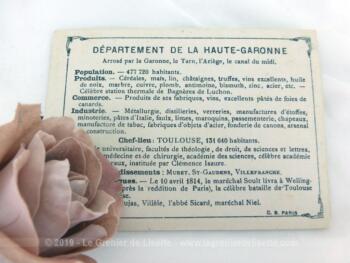 DÉPARTEMENT DE LA HAUTE-GARONNE
Arrosé par la Garonne, le Tarn, l'Ariège, le canal du midi.
Population. — 477 720 habitants.
Produits. — Céréales, maïs, lin, châtaignes, truffes, vins excellents, huile
de noix, marbre, cuivre, plomb, antimoine, bismuth, zinc, acier, etc. —
Célèbre station thermale de Bagnères de Luchon.
Commerce. — Produits de ses fabriques, vins, excellents pâtés de foies de
canards.
Industrie. — Métallurgie, distilleries, verreries, manufactures d'étoffes,
minoteries, pâtes d'Italie, faulx, limes, maroquins, passementerie, chapeaux,
manufacture de tabac, fabriques d'objets d'acier, fonderie de canons, arsenal
construction.
Chef-lieu : TOULOUSE, 131 640 habitants.
universitaire, facultés de théologie, de droit, de sciences et lettres,
médecine et de chirurgie, académie des sciences, célèbre académie
floraux, instituée par Clémence Isaure.
dissements : MURET, ST-GAUDENS, VILLEFRANCHE.
ques. — Le 10 avril 1814, le maréchal Soult livra à Welling-
après la reddition de Paris), la célèbre bataille de Toulouse
ujas, Villèle, l'abbé Sicard, maréchal Niel.
PARIS
© 2019 - Le Grenier de Lisette -